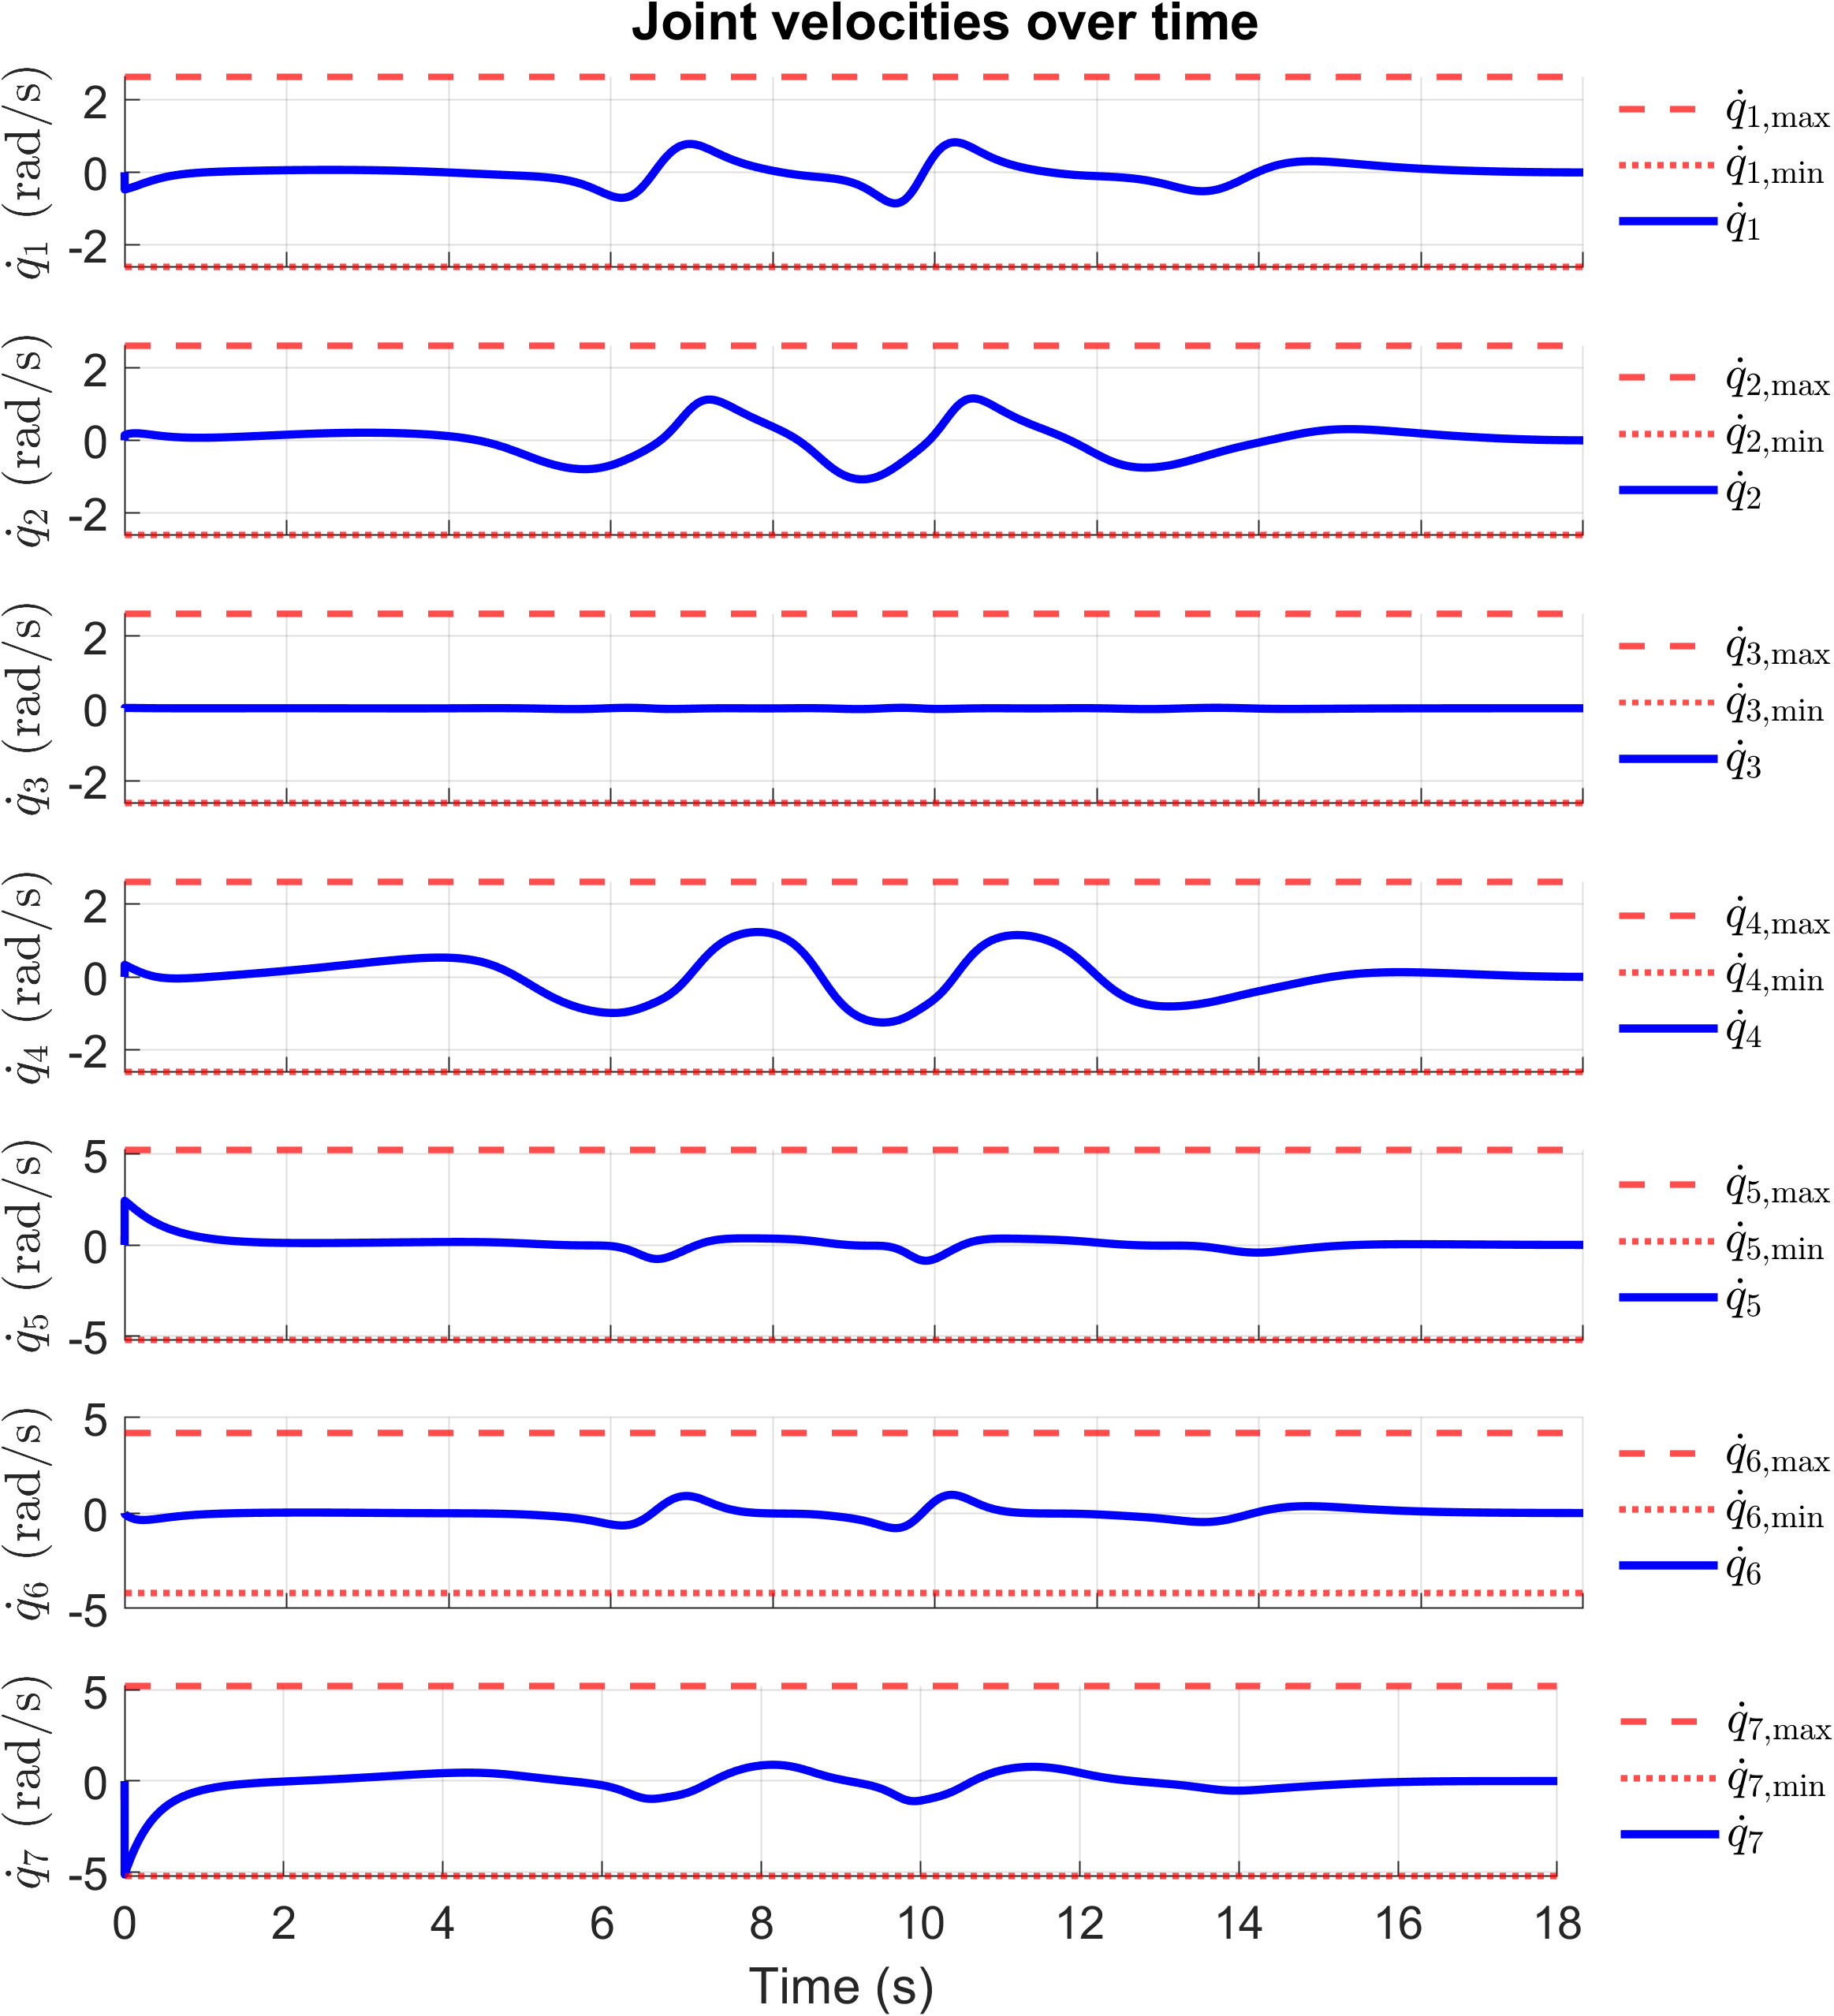 Joint velocities over time
q̇1 (rad/s)
2
0
-2
q̇1,max
q̇1,min
q̇1
q̇2 (rad/s)
2
0
-2
q̇2,max
q̇2,min
q̇2
q̇3 (rad/s)
2
0
-2
q̇3,max
q̇3,min
q̇3
q̇4 (rad/s)
2
0
-2
q̇4,max
q̇4,min
q̇4
q̇5 (rad/s)
5
0
-5
q̇5,max
q̇5,min
q̇5
q̇6 (rad/s)
5
0
-5
q̇6,max
q̇6,min
q̇6
q̇7 (rad/s)
5
0
-5
q̇7,max
q̇7,min
q̇7
0 2 4 6 8 10 12 14 16 18
Time (s)